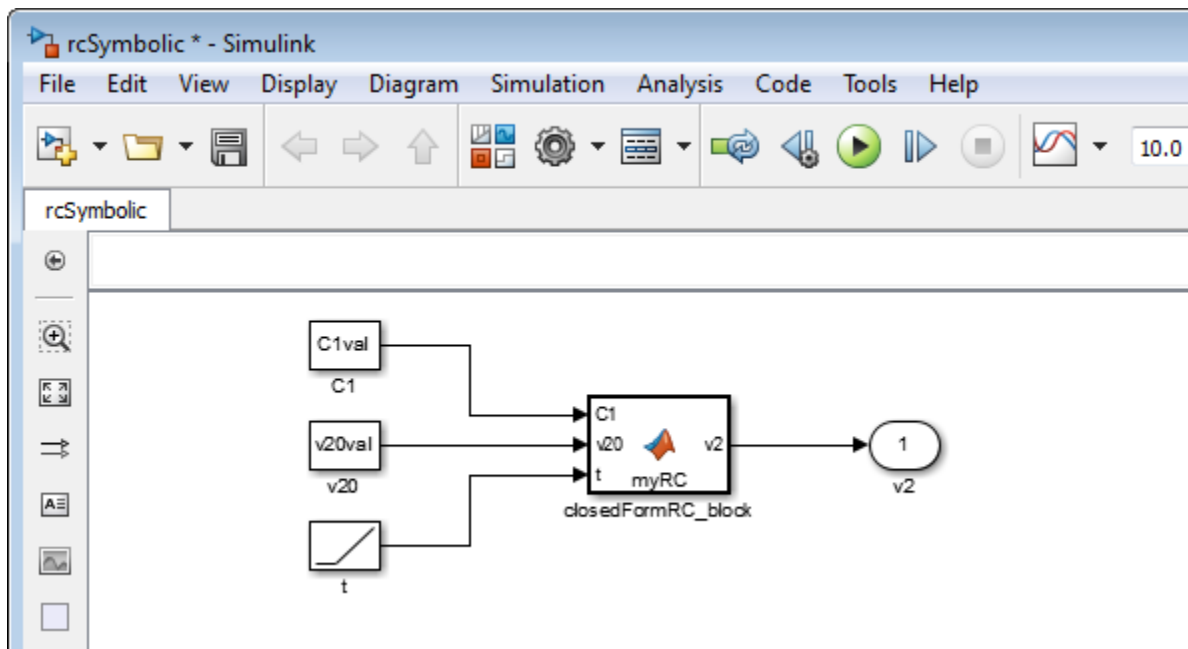 rcSymbolic * - Simulink
File Edit View Display Diagram Simulation Analysis Code Tools Help
10.0
rcSymbolic
A
C1val
C1
v20val
v20
t
C1
v20
t
v2
myRC
closedFormRC_block
1
v2